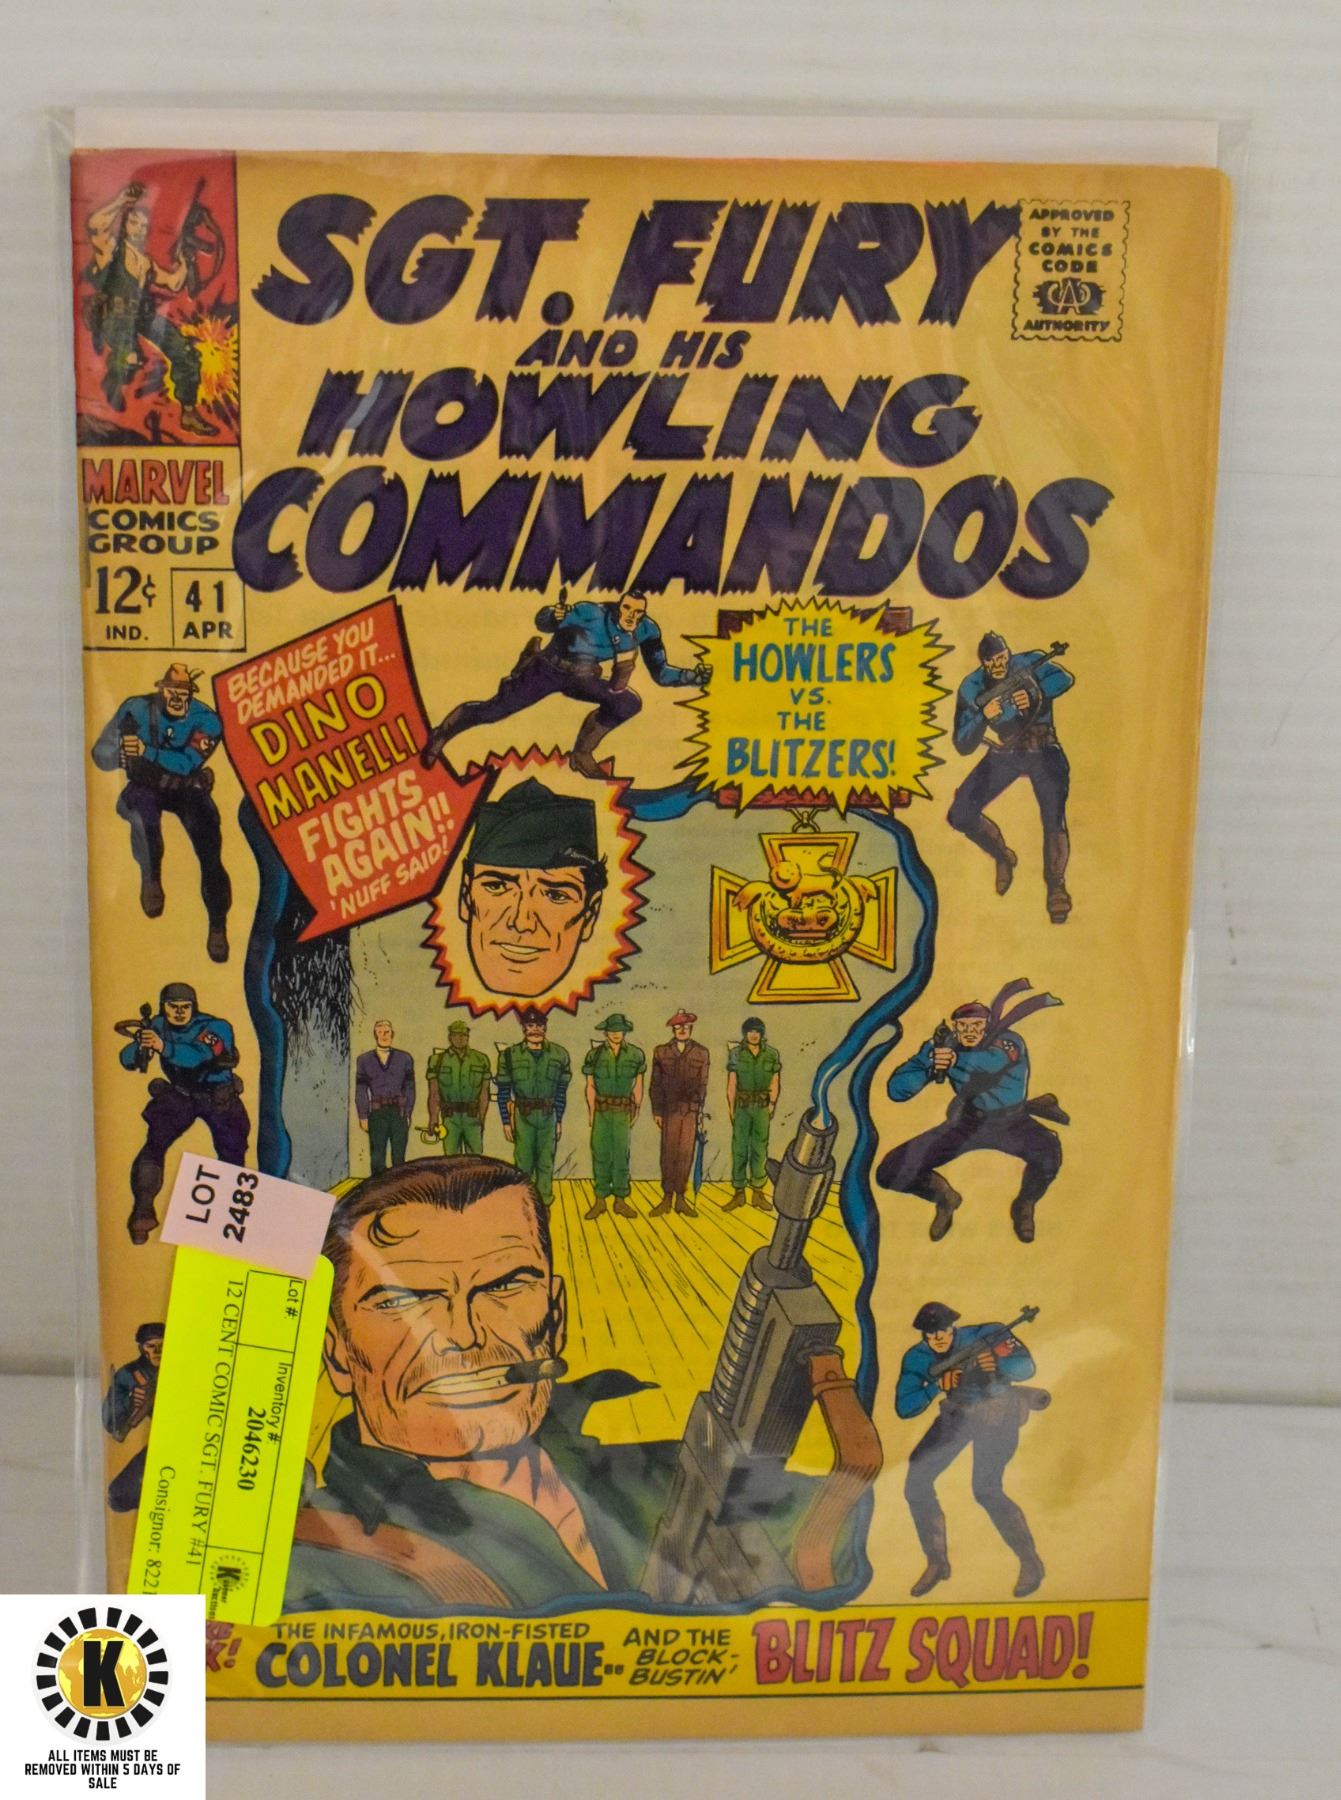 SGT. FURY
AND HIS
HOWLING
COMMANDOS
APPROVED
BY THE
COMICS
CODE
CA
AUTHORITY
MARVEL
COMICS
GROUP
12¢
IND.
41
APR
BECAUSE YOU
DEMANDED IT...
DINO
MANELLI
FIGHTS
AGAIN!!
'NUFF SAID!
THE
HOWLERS
VS.
THE
BLITZERS!
LOT
2483
Lot #:
Inventory #:
2046230
12 CENT COMIC SGT. FURY #41
Consignor: 8221
THE INFAMOUS, IRON-FISTED
COLONEL KLAUE--
AND THE
BLOCK-
BUSTIN'
BLITZ SQUAD!
K
ALL ITEMS MUST BE
REMOVED WITHIN 5 DAYS OF
SALE